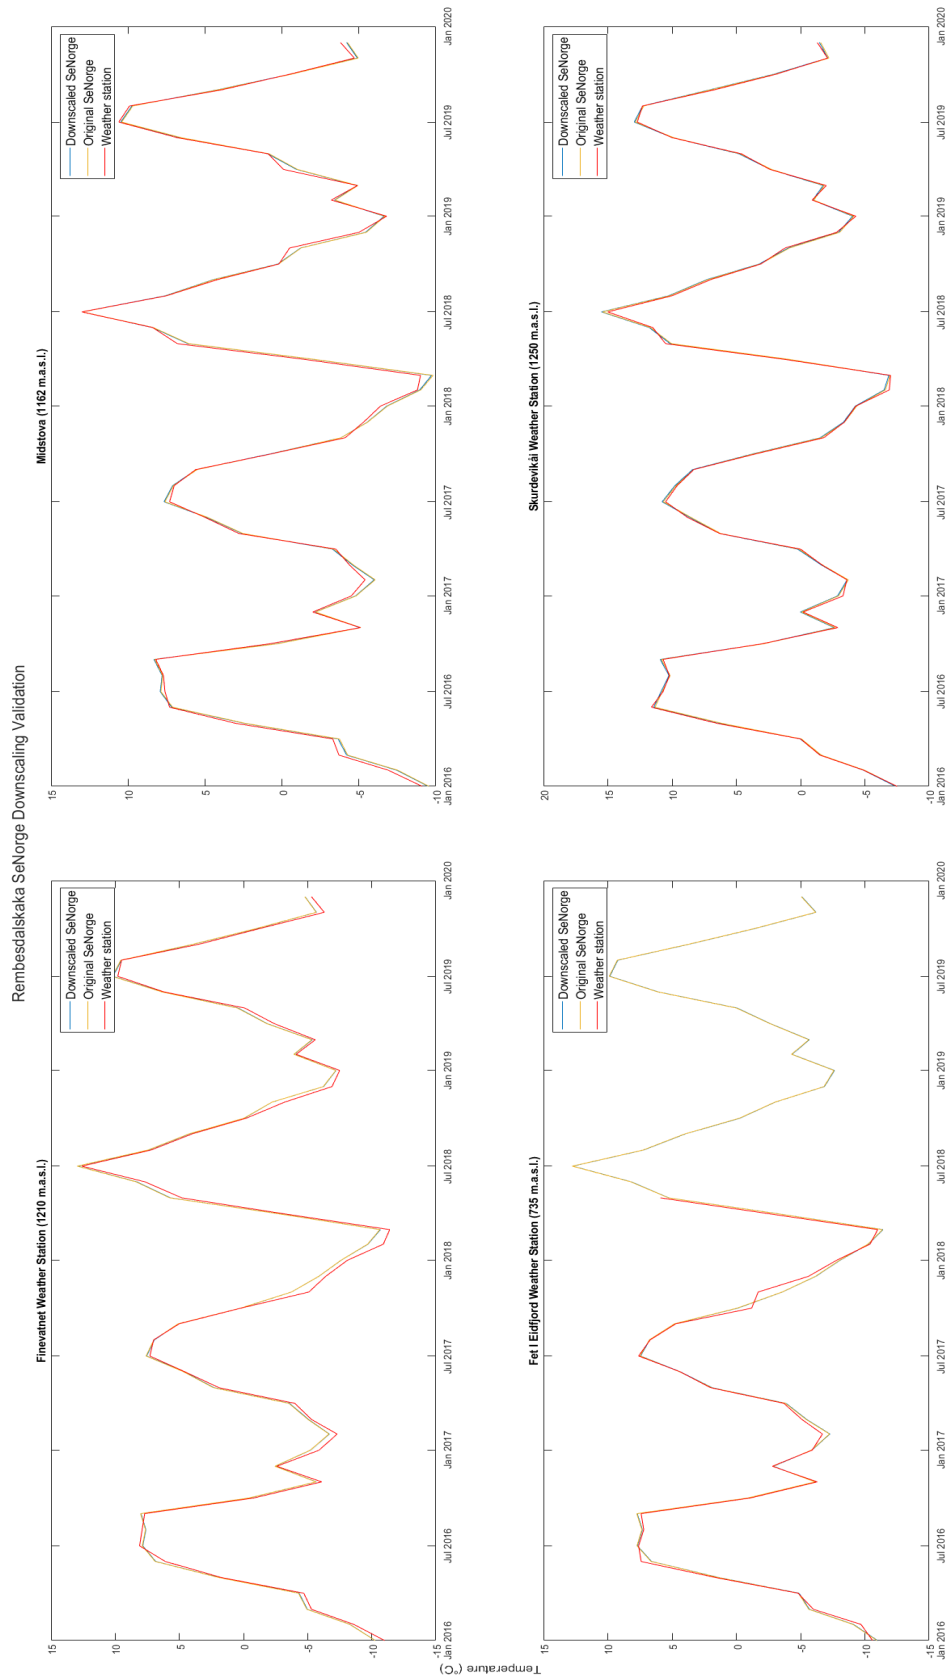 Rembesdalskaka SeNorge Downscaling Validation
Finevatnet Weather Station (1210 m.a.s.l.)
15
10
5
0
-5
-10
-15
Jan 2016
Jul 2016
Jan 2017
Jul 2017
Jan 2018
Jul 2018
Jan 2019
Jul 2019
Jan 2020
Downscaled SeNorge
Original SeNorge
Weather station
Midstova (1162 m.a.s.l.)
15
10
5
0
-5
-10
Jan 2016
Jul 2016
Jan 2017
Jul 2017
Jan 2018
Jul 2018
Jan 2019
Jul 2019
Jan 2020
Downscaled SeNorge
Original SeNorge
Weather station
Temperature (°C)
Fet I Eidfjord Weather Station (735 m.a.s.l.)
15
10
5
0
-5
-10
-15
Jan 2016
Jul 2016
Jan 2017
Jul 2017
Jan 2018
Jul 2018
Jan 2019
Jul 2019
Jan 2020
Downscaled SeNorge
Original SeNorge
Weather station
Skurdevikåi Weather Station (1250 m.a.s.l.)
20
15
10
5
0
-5
-10
Jan 2016
Jul 2016
Jan 2017
Jul 2017
Jan 2018
Jul 2018
Jan 2019
Jul 2019
Jan 2020
Downscaled SeNorge
Original SeNorge
Weather station